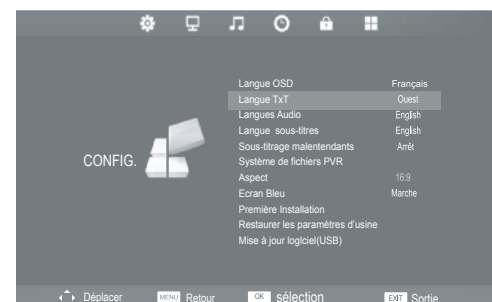 Langue OSD Français
Langue TxT Ouest
Langues Audio English
Langue sous-titres English
Sous-titrage malentendants Arrêt
Système de fichiers PVR
CONFIG.
Aspect 16:9
Ecran Bleu Marche
Première Installation
Restaurer les paramètres d'usine
Mise à jour loglciel(USB)
Déplacer MENU Retour OK sélection EXIT Sortie